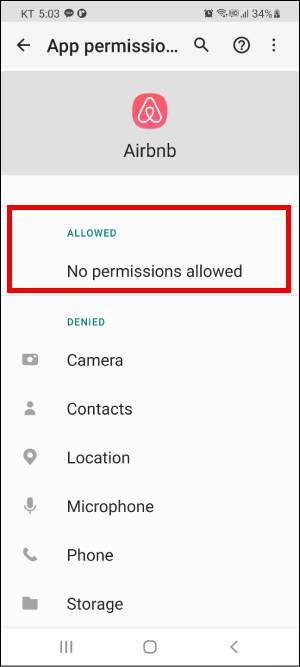 KT 5:03 34%
App permissio...
Airbnb
ALLOWED
No permissions allowed
DENIED
Camera
Contacts
Location
Microphone
Phone
Storage